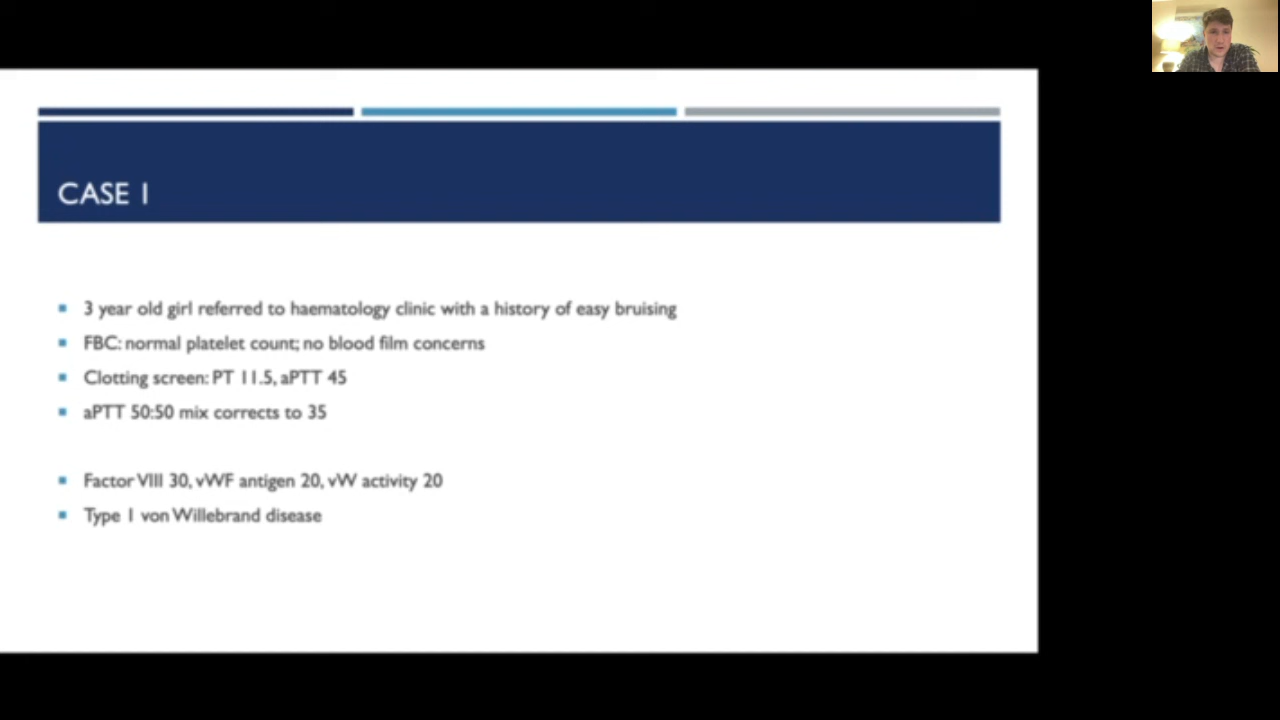 CASE 1
3 year old girl referred to haematology clinic with a history of easy bruising
FBC: normal platelet count; no blood film concerns
Clotting screen: PT 11.5, aPTT 45
aPTT 50:50 mix corrects to 35
Factor VIII 30, vWF antigen 20, vW activity 20
Type 1 von Willebrand disease